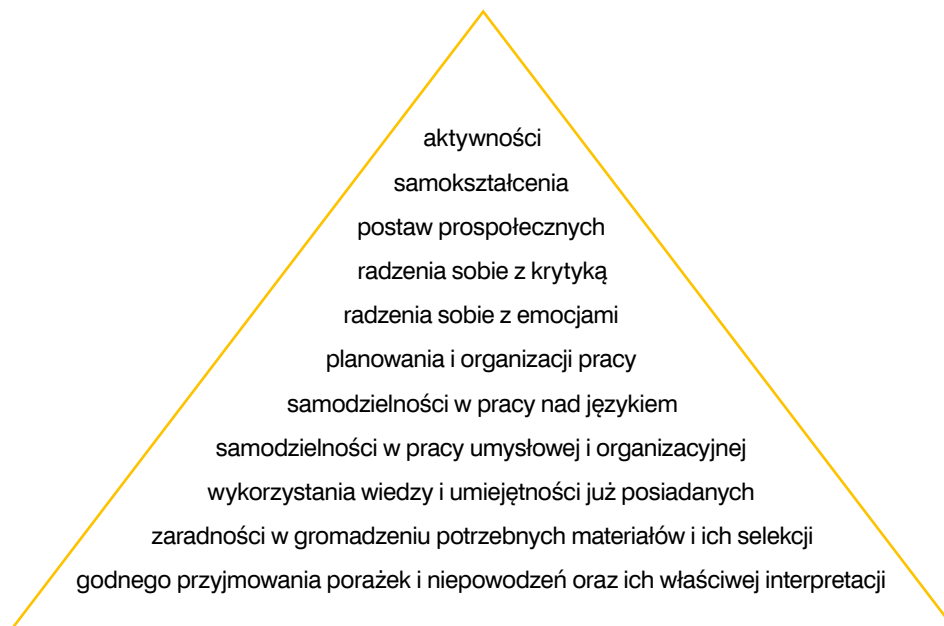 aktywności
samokształcenia
postaw prospołecznych
radzenia sobie z krytyką
radzenia sobie z emocjami
planowania i organizacji pracy
samodzielności w pracy nad językiem
samodzielności w pracy umysłowej i organizacyjnej
wykorzystania wiedzy i umiejętności już posiadanych
zaradności w gromadzeniu potrzebnych materiałów i ich selekcji
godnego przyjmowania porażek i niepowodzeń oraz ich właściwej interpretacji